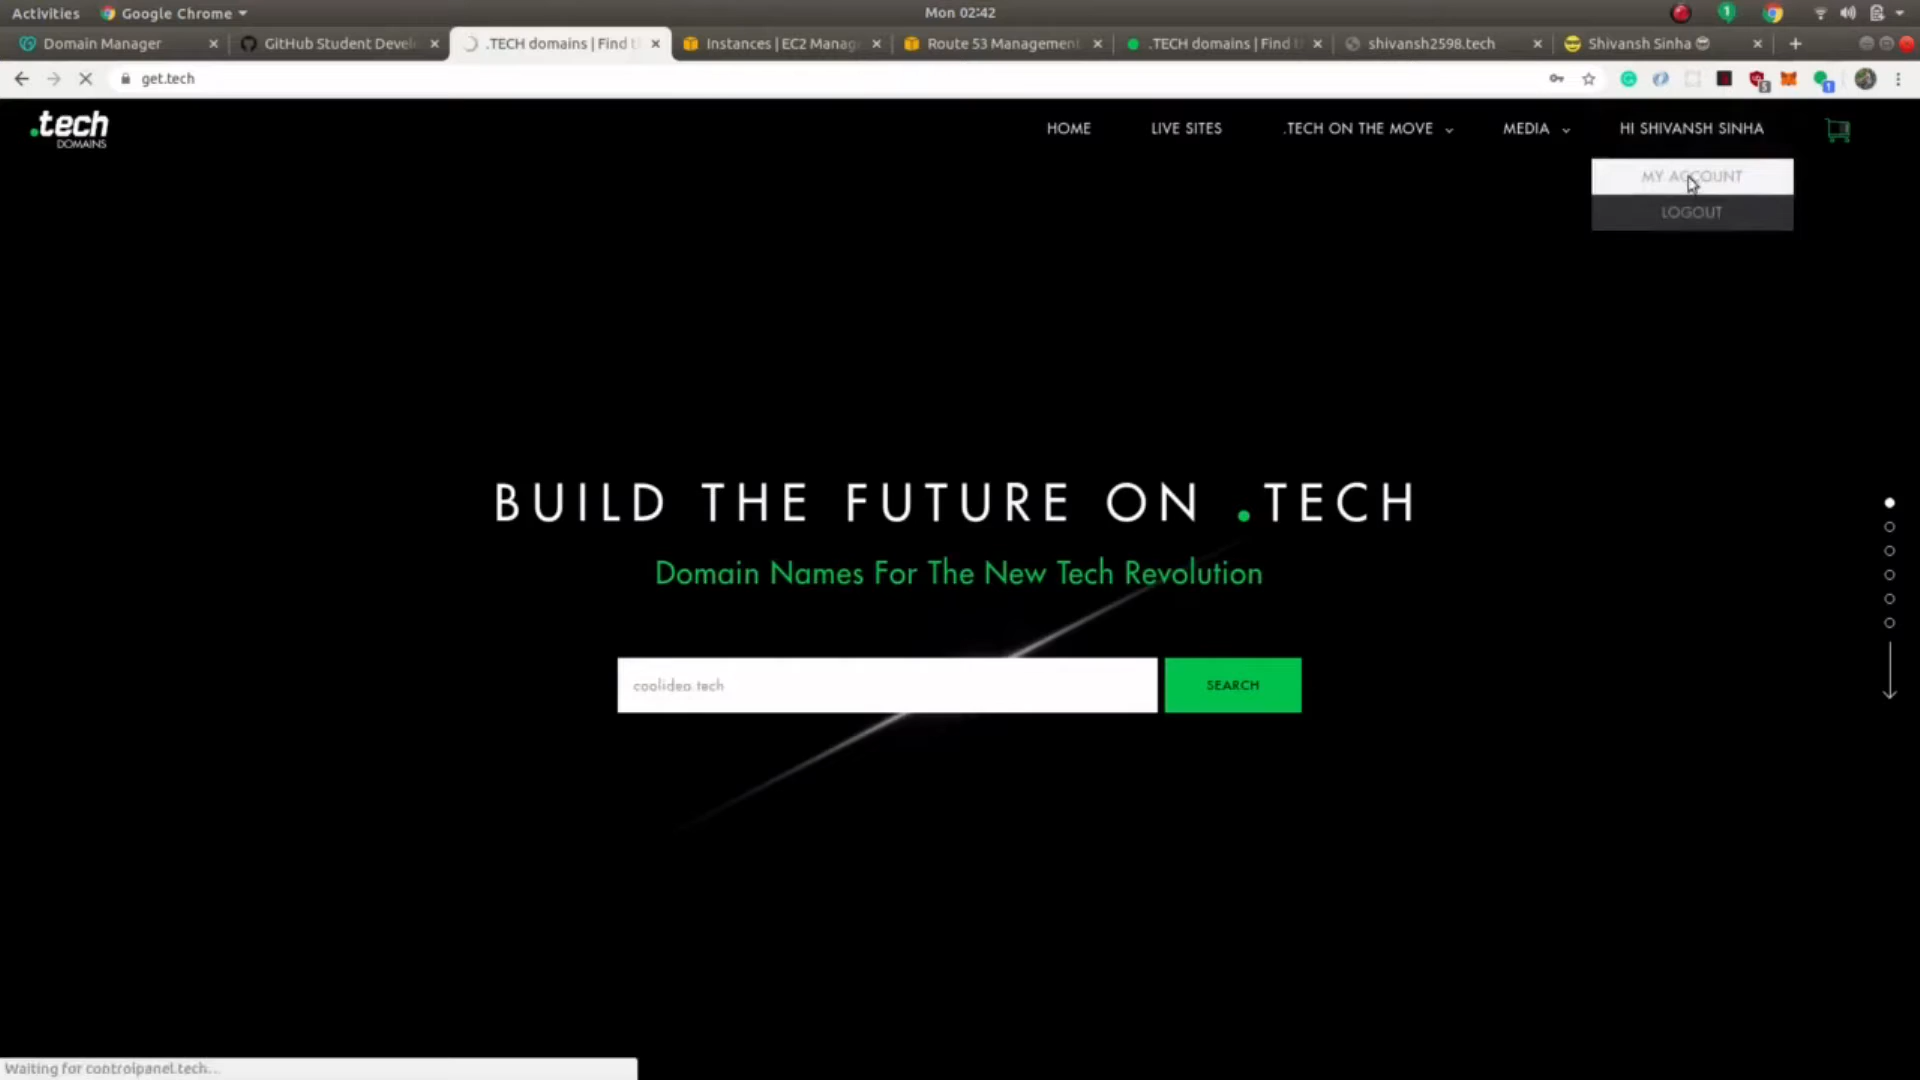 Activities Google Chrome Mon 02:42 1
Domain Manager GitHub Student Devel .TECH domains | Find t Instances | EC2 Manag Route 53 Management .TECH domains | Find t shivansh2598.tech Shivansh Sinha
get.tech
.tech DOMAINS HOME LIVE SITES .TECH ON THE MOVE MEDIA HI SHIVANSH SINHA
MY ACCOUNT
LOGOUT
BUILD THE FUTURE ON .TECH
Domain Names For The New Tech Revolution
coolidea.tech SEARCH
Waiting for controlpanel.tech...